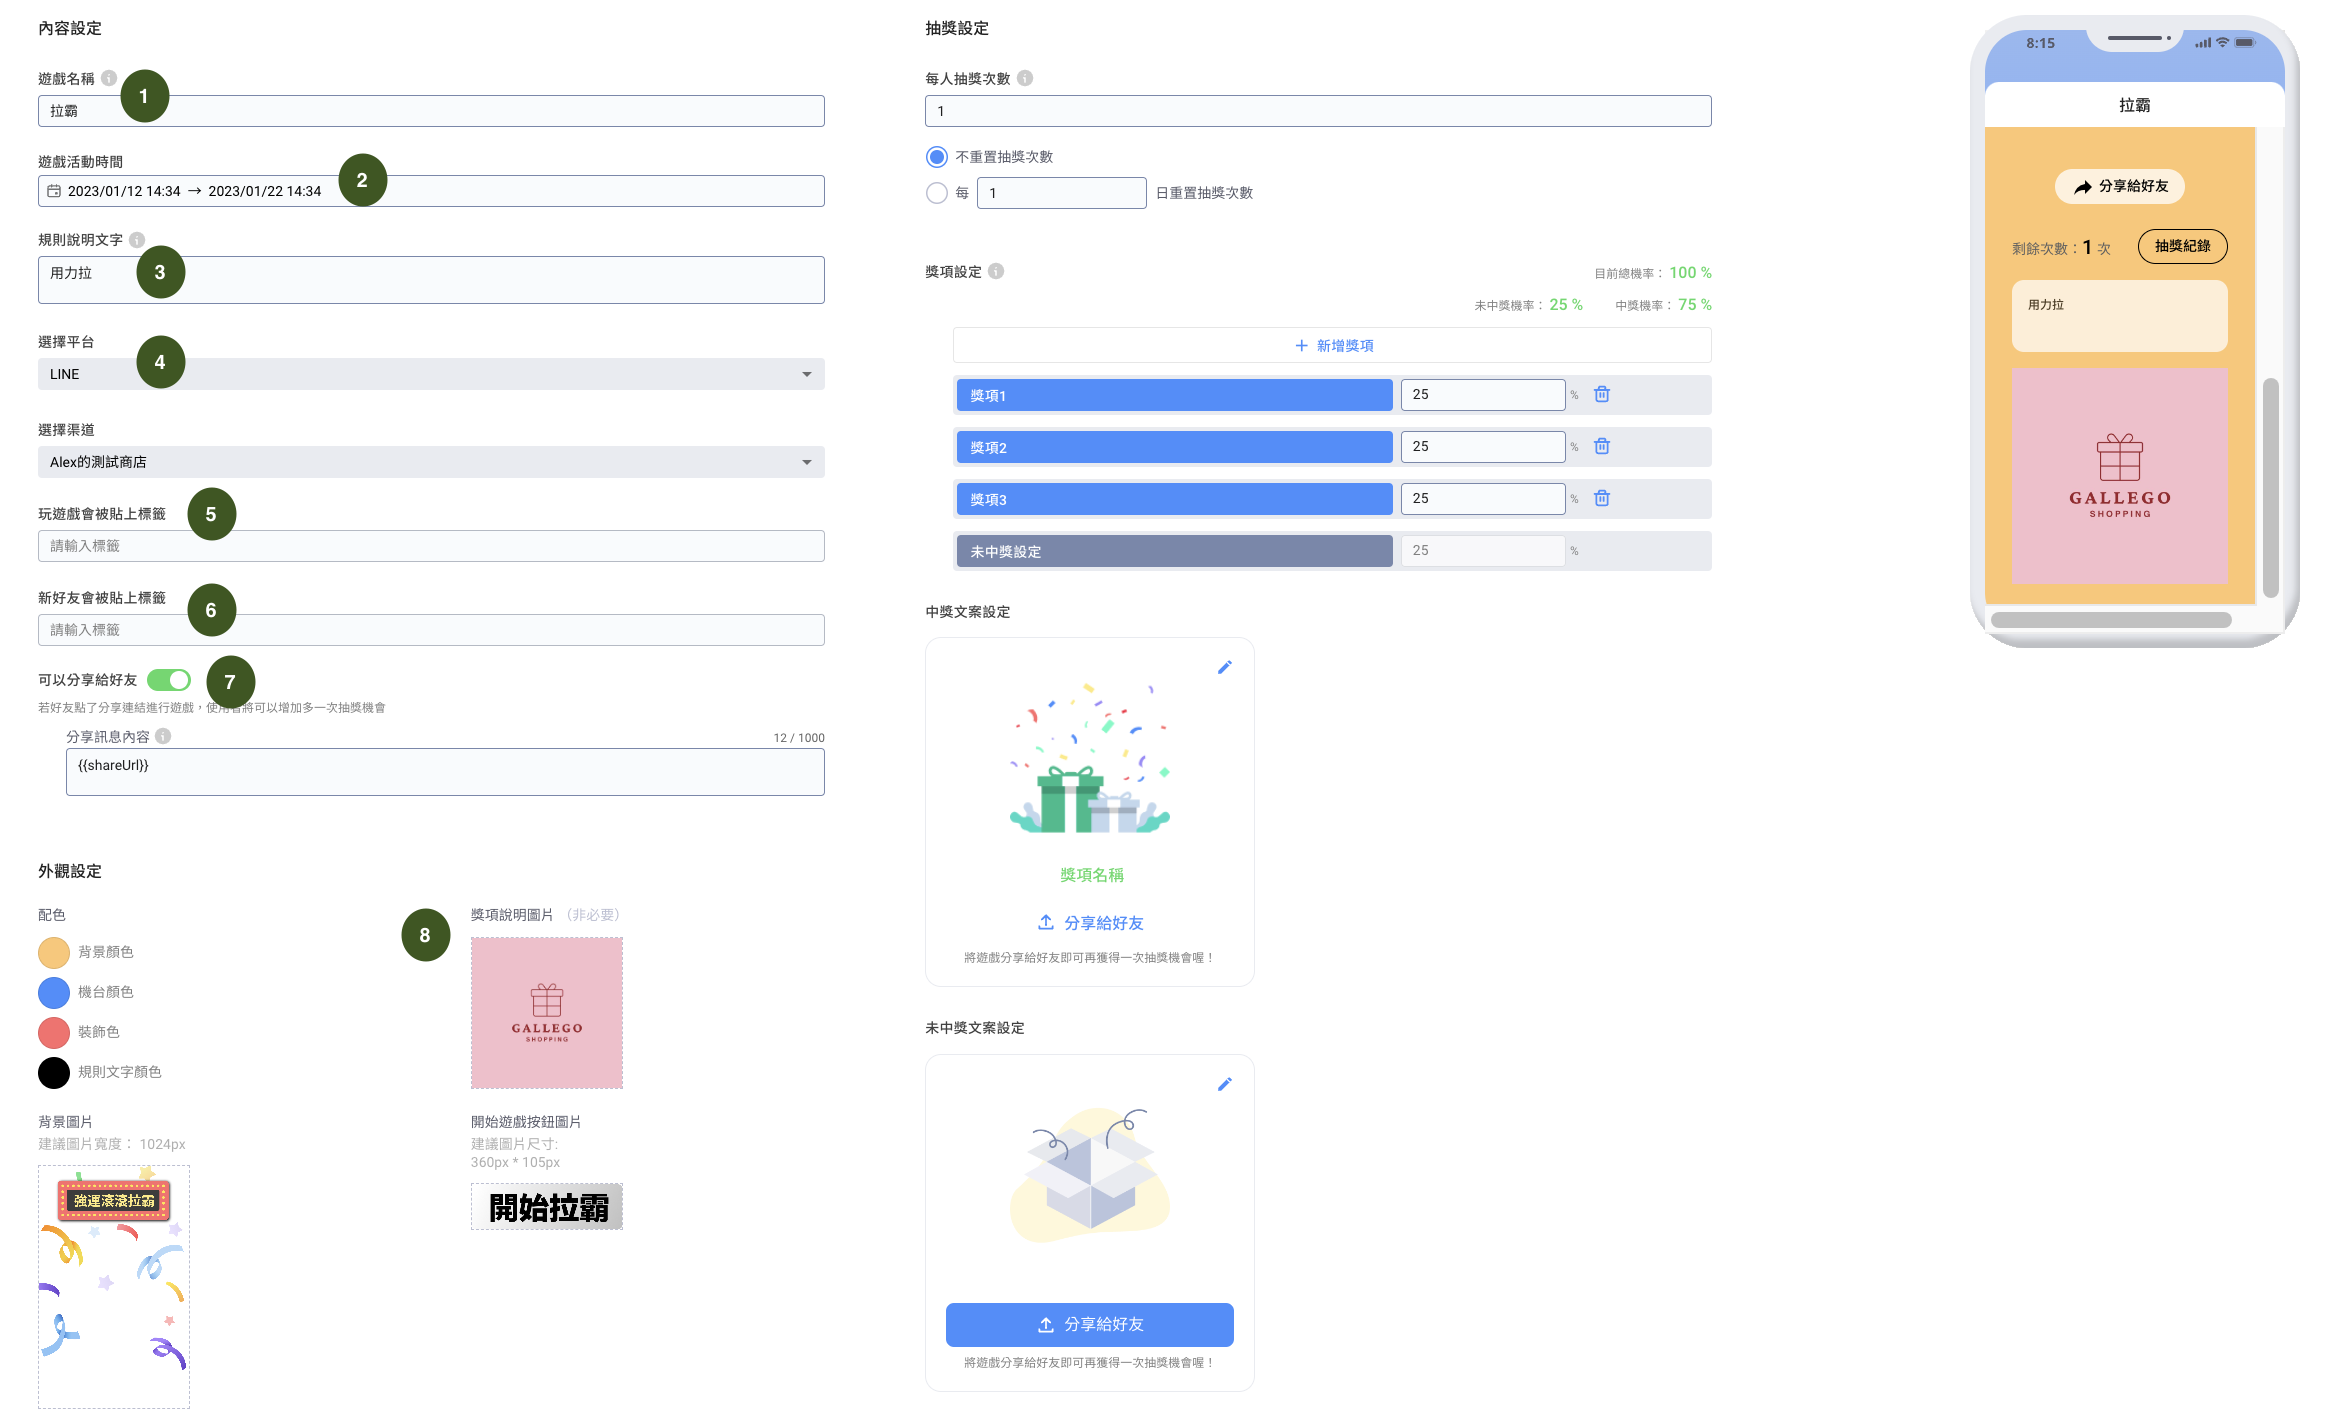 內容設定
遊戲名稱
1
拉霸
遊戲活動時間
2
2023/01/12 14:34 → 2023/01/22 14:34
規則說明文字
3
用力拉
選擇平台
4
LINE
選擇渠道
Alex的測試商店
玩遊戲會被貼上標籤
5
請輸入標籤
新好友會被貼上標籤
6
請輸入標籤
可以分享給好友
7
若好友點了分享連結進行遊戲，使用者將可以增加多一次抽獎機會
分享訊息內容
12 / 1000
{{shareUrl}}
外觀設定
配色
背景顏色
機台顏色
裝飾色
規則文字顏色
8
獎項說明圖片 （非必要）
GALLEGO
SHOPPING
背景圖片
建議圖片寬度： 1024px
強運滾滾拉霸
開始遊戲按鈕圖片
建議圖片尺寸:
360px * 105px
開始拉霸
抽獎設定
每人抽獎次數
1
不重置抽獎次數
每 1 日重置抽獎次數
獎項設定
目前總機率： 100 %
未中獎機率： 25 % 中獎機率： 75 %
+ 新增獎項
獎項1 25 %
獎項2 25 %
獎項3 25 %
未中獎設定 25 %
中獎文案設定
獎項名稱
分享給好友
將遊戲分享給好友即可再獲得一次抽獎機會喔！
未中獎文案設定
分享給好友
將遊戲分享給好友即可再獲得一次抽獎機會喔！
8:15
拉霸
分享給好友
剩餘次數：1 次
抽獎紀錄
用力拉
GALLEGO
SHOPPING